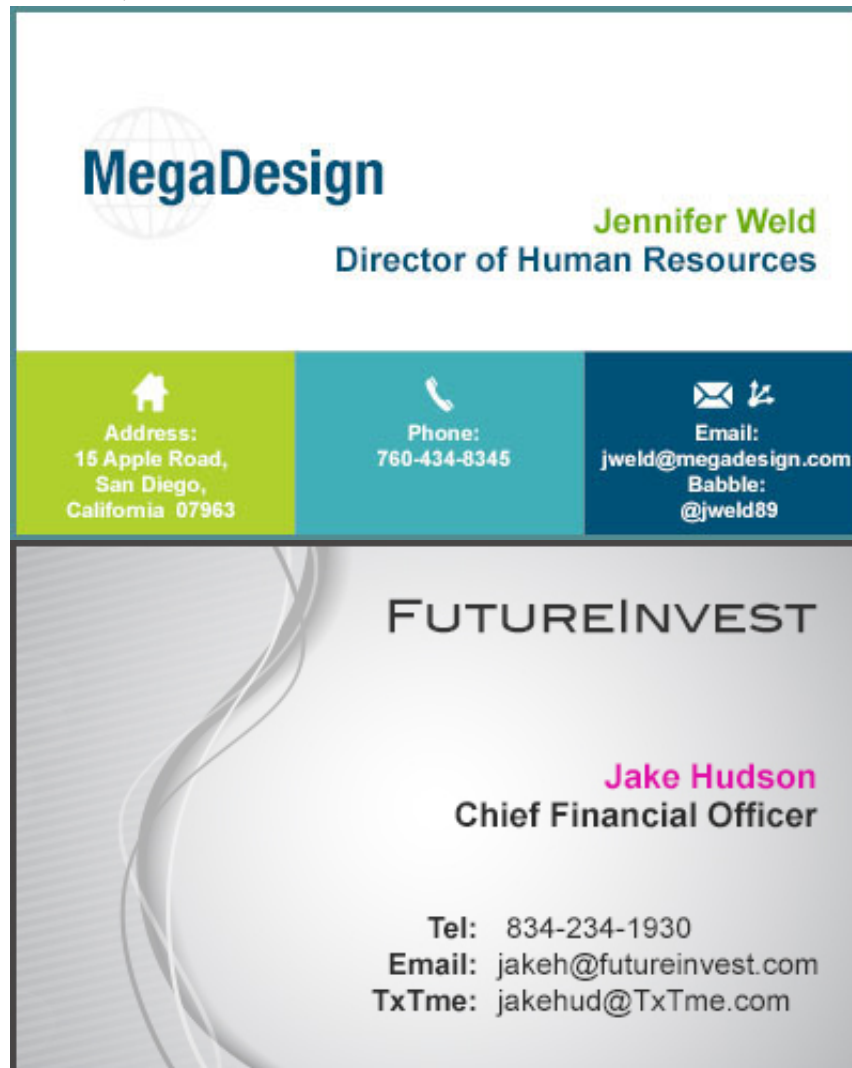 MegaDesign
Jennifer Weld
Director of Human Resources
Address:
15 Apple Road,
San Diego,
California 07963
Phone:
760-434-8345
Email:
jweld@megadesign.com
Babble:
@jweld89
FUTUREINVEST
Jake Hudson
Chief Financial Officer
Tel: 834-234-1930
Email: jakeh@futureinvest.com
TxTme: jakehud@TxTme.com